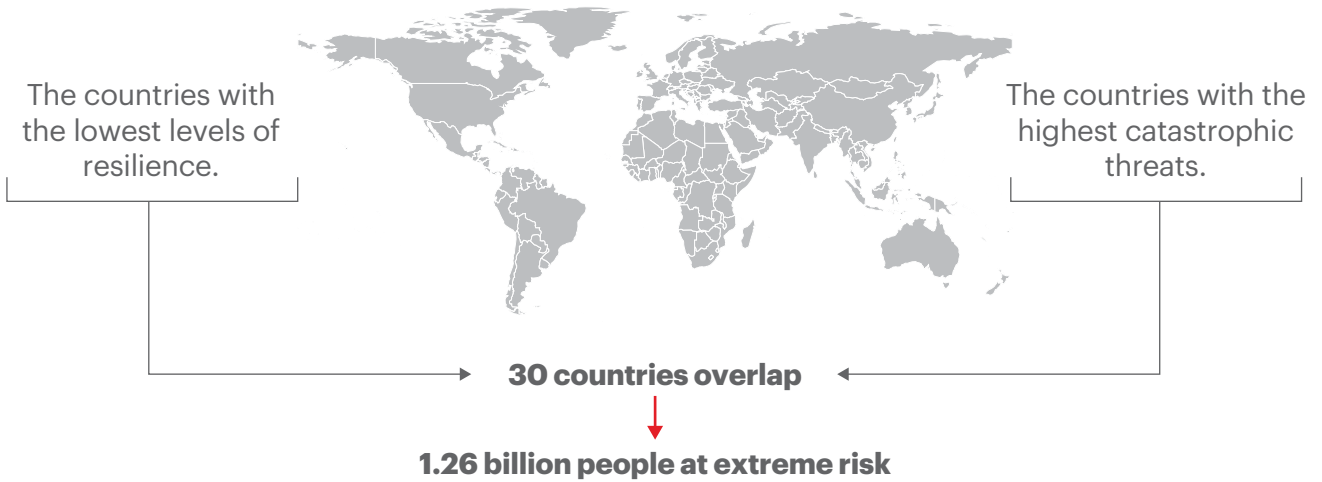 The countries with
the lowest levels of
resilience.
The countries with the
highest catastrophic
threats.
30 countries overlap
1.26 billion people at extreme risk